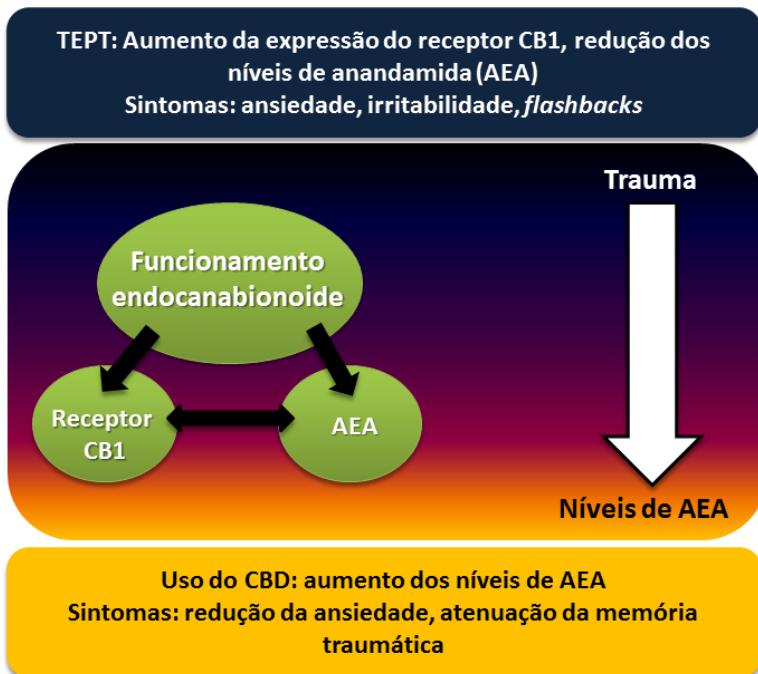 TEPT: Aumento da expressão do receptor CB1, redução dos
níveis de anandamida (AEA)
Sintomas: ansiedade, irritabilidade, flashbacks
Trauma
Funcionamento
endocanabionoide
Receptor
CB1
AEA
Níveis de AEA
Uso do CBD: aumento dos níveis de AEA
Sintomas: redução da ansiedade, atenuação da memória
traumática